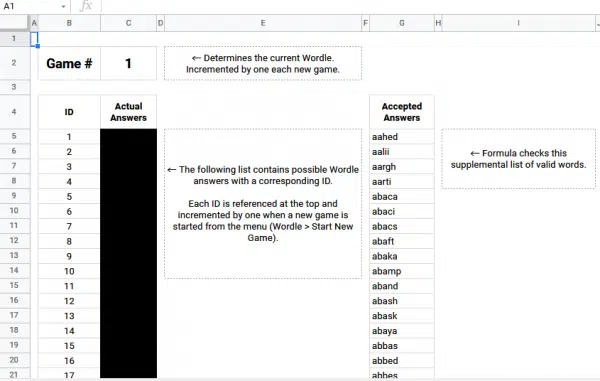 A1 fx
A B C D E F G H I
1
2 Game # 1 ← Determines the current Wordle.
Incremented by one each new game.
3
4 ID Actual Answers Accepted Answers
5 1 aahed
6 2 aalii
7 3 aargh
8 4 aarti
← The following list contains possible Wordle
answers with a corresponding ID.
Each ID is referenced at the top and
incremented by one when a new game is
started from the menu (Wordle > Start New
Game).
← Formula checks this
supplemental list of valid words.
9 5 abaca
10 6 abaci
11 7 abacs
12 8 abaft
13 9 abaka
14 10 abamp
15 11 aband
16 12 abash
17 13 abask
18 14 abaya
19 15 abbas
20 16 abbed
21 17 abbes